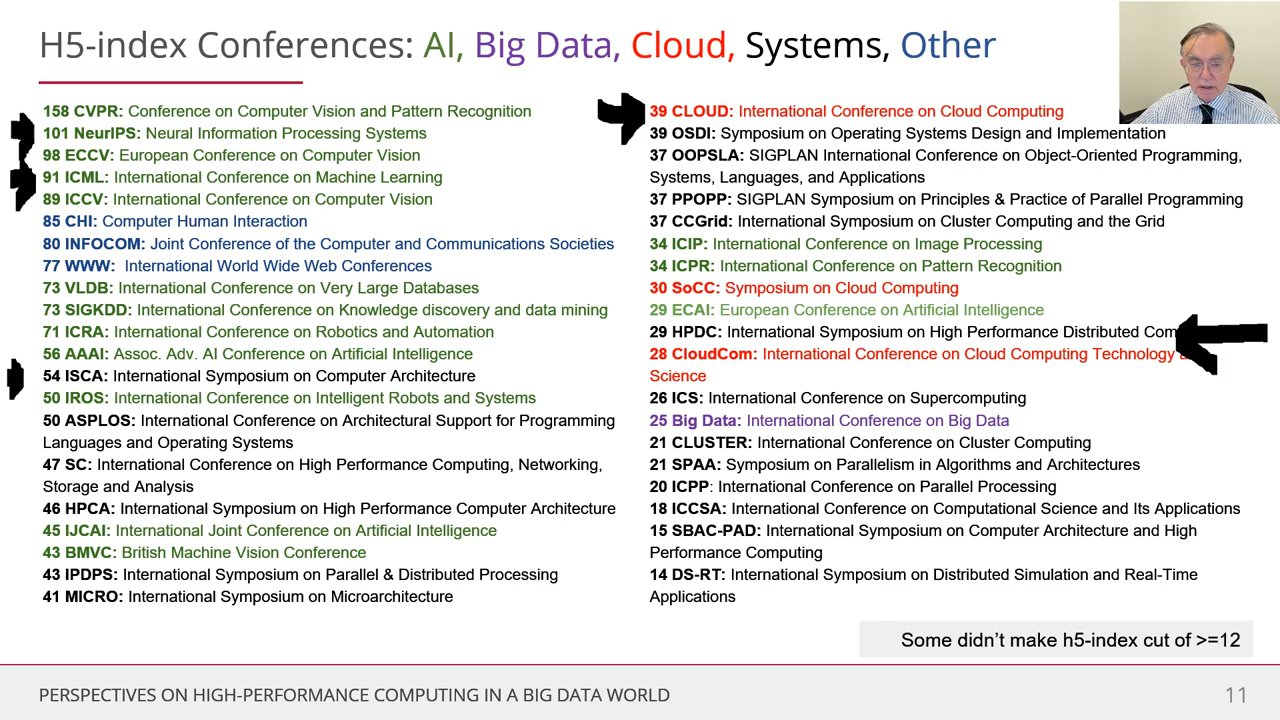 H5-index Conferences: AI, Big Data, Cloud, Systems, Other
158 CVPR: Conference on Computer Vision and Pattern Recognition
101 NeurIPS: Neural Information Processing Systems
98 ECCV: European Conference on Computer Vision
91 ICML: International Conference on Machine Learning
89 ICCV: International Conference on Computer Vision
85 CHI: Computer Human Interaction
80 INFOCOM: Joint Conference of the Computer and Communications Societies
77 WWW: International World Wide Web Conferences
73 VLDB: International Conference on Very Large Databases
73 SIGKDD: International Conference on Knowledge discovery and data mining
71 ICRA: International Conference on Robotics and Automation
56 AAAI: Assoc. Adv. AI Conference on Artificial Intelligence
54 ISCA: International Symposium on Computer Architecture
50 IROS: International Conference on Intelligent Robots and Systems
50 ASPLOS: International Conference on Architectural Support for Programming
Languages and Operating Systems
47 SC: International Conference on High Performance Computing, Networking,
Storage and Analysis
46 HPCA: International Symposium on High Performance Computer Architecture
45 IJCAI: International Joint Conference on Artificial Intelligence
43 BMVC: British Machine Vision Conference
43 IPDPS: International Symposium on Parallel & Distributed Processing
41 MICRO: International Symposium on Microarchitecture
39 CLOUD: International Conference on Cloud Computing
39 OSDI: Symposium on Operating Systems Design and Implementation
37 OOPSLA: SIGPLAN International Conference on Object-Oriented Programming,
Systems, Languages, and Applications
37 PPOPP: SIGPLAN Symposium on Principles & Practice of Parallel Programming
37 CCGrid: International Symposium on Cluster Computing and the Grid
34 ICIP: International Conference on Image Processing
34 ICPR: International Conference on Pattern Recognition
30 SoCC: Symposium on Cloud Computing
29 ECAI: European Conference on Artificial Intelligence
29 HPDC: International Symposium on High Performance Distributed
28 CloudCom: International Conference on Cloud Computing Technology
Science
26 ICS: International Conference on Supercomputing
25 Big Data: International Conference on Big Data
21 CLUSTER: International Conference on Cluster Computing
21 SPAA: Symposium on Parallelism in Algorithms and Architectures
20 ICPP: International Conference on Parallel Processing
18 ICCSA: International Conference on Computational Science and Its Applications
15 SBAC-PAD: International Symposium on Computer Architecture and High
Performance Computing
14 DS-RT: International Symposium on Distributed Simulation and Real-Time
Applications
Some didn't make h5-index cut of >=12
PERSPECTIVES ON HIGH-PERFORMANCE COMPUTING IN A BIG DATA WORLD
11